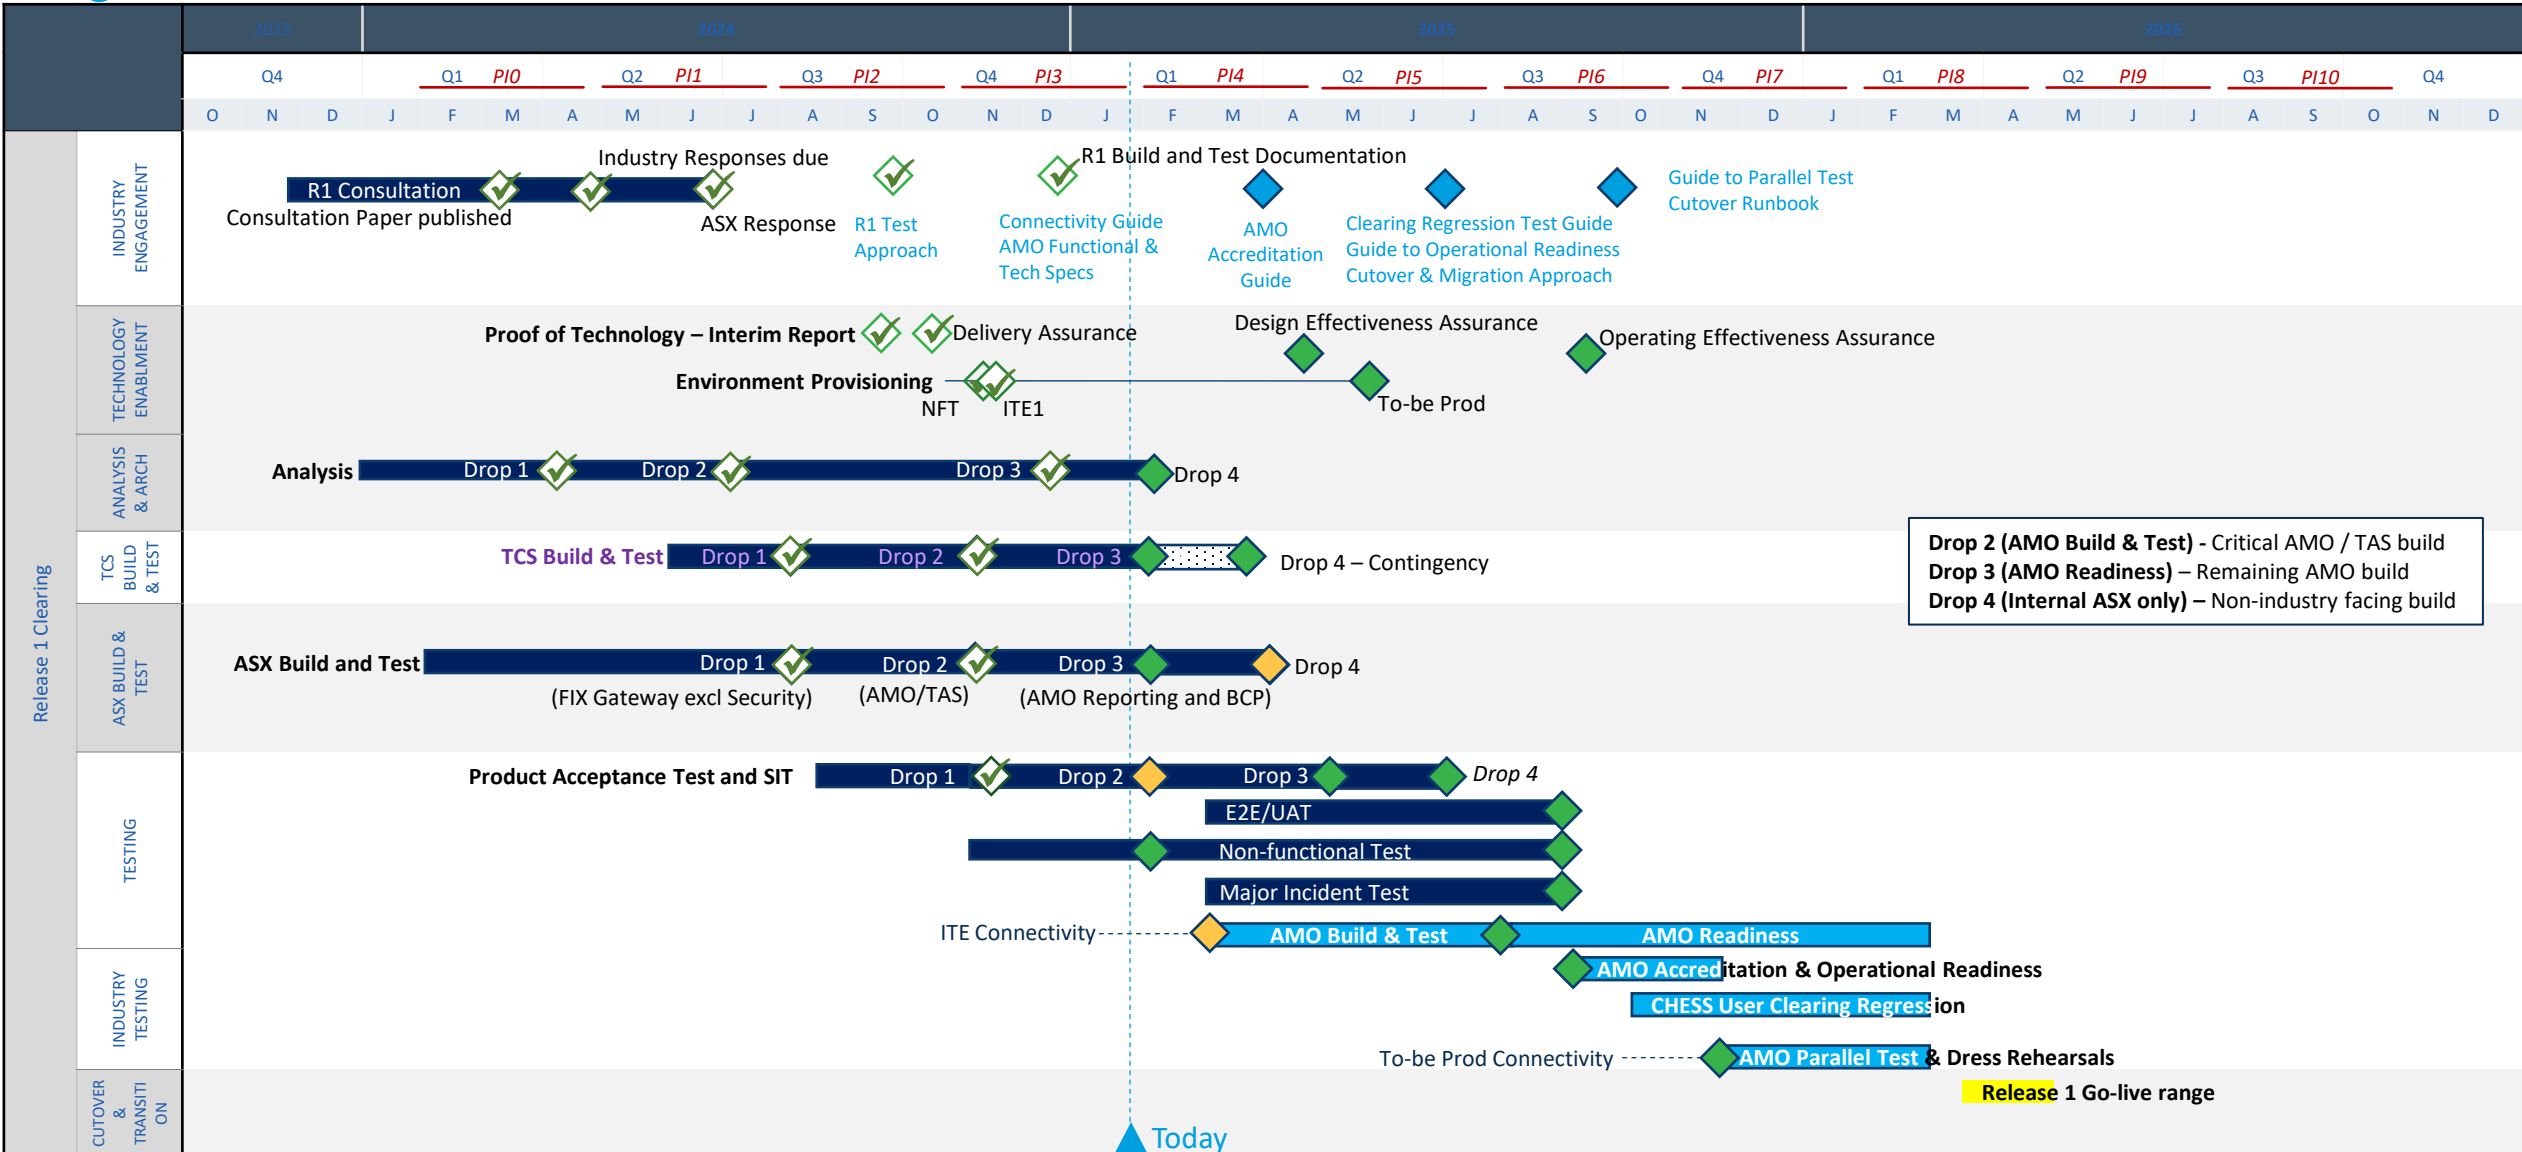 2023 2024 2025 2026
Q4 Q1 PI0 Q2 PI1 Q3 PI2 Q4 PI3 Q1 PI4 Q2 PI5 Q3 PI6 Q4 PI7 Q1 PI8 Q2 PI9 Q3 PI10 Q4
O N D J F M A M J J A S O N D J F M A M J J A S O N D J F M A M J J A S O N D
Release 1 Clearing
INDUSTRY
ENGAGEMENT
Industry Responses due
R1 Build and Test Documentation
R1 Consultation
Consultation Paper published
ASX Response
R1 Test
Approach
Connectivity Guide
AMO Functional &
Tech Specs
AMO
Accreditation
Guide
Clearing Regression Test Guide
Guide to Operational Readiness
Cutover & Migration Approach
Guide to Parallel Test
Cutover Runbook
TECHNOLOGY
ENABLMENT
Proof of Technology – Interim Report
Delivery Assurance
Design Effectiveness Assurance
Operating Effectiveness Assurance
Environment Provisioning
NFT
ITE1
To-be Prod
ANALYSIS
& ARCH
Analysis
Drop 1
Drop 2
Drop 3
Drop 4
TCS
BUILD
& TEST
TCS Build & Test
Drop 1
Drop 2
Drop 3
Drop 4 – Contingency
Drop 2 (AMO Build & Test) - Critical AMO / TAS build
Drop 3 (AMO Readiness) – Remaining AMO build
Drop 4 (Internal ASX only) – Non-industry facing build
ASX BUILD &
TEST
ASX Build and Test
Drop 1
Drop 2
Drop 3
Drop 4
(FIX Gateway excl Security)
(AMO/TAS)
(AMO Reporting and BCP)
TESTING
Product Acceptance Test and SIT
Drop 1
Drop 2
Drop 3
Drop 4
E2E/UAT
Non-functional Test
Major Incident Test
ITE Connectivity
AMO Build & Test
AMO Readiness
INDUSTRY
TESTING
AMO Accreditation & Operational Readiness
CHESS User Clearing Regression
To-be Prod Connectivity
AMO Parallel Test & Dress Rehearsals
CUTOVER
&
TRANSITI
ON
Release 1 Go-live range
Today